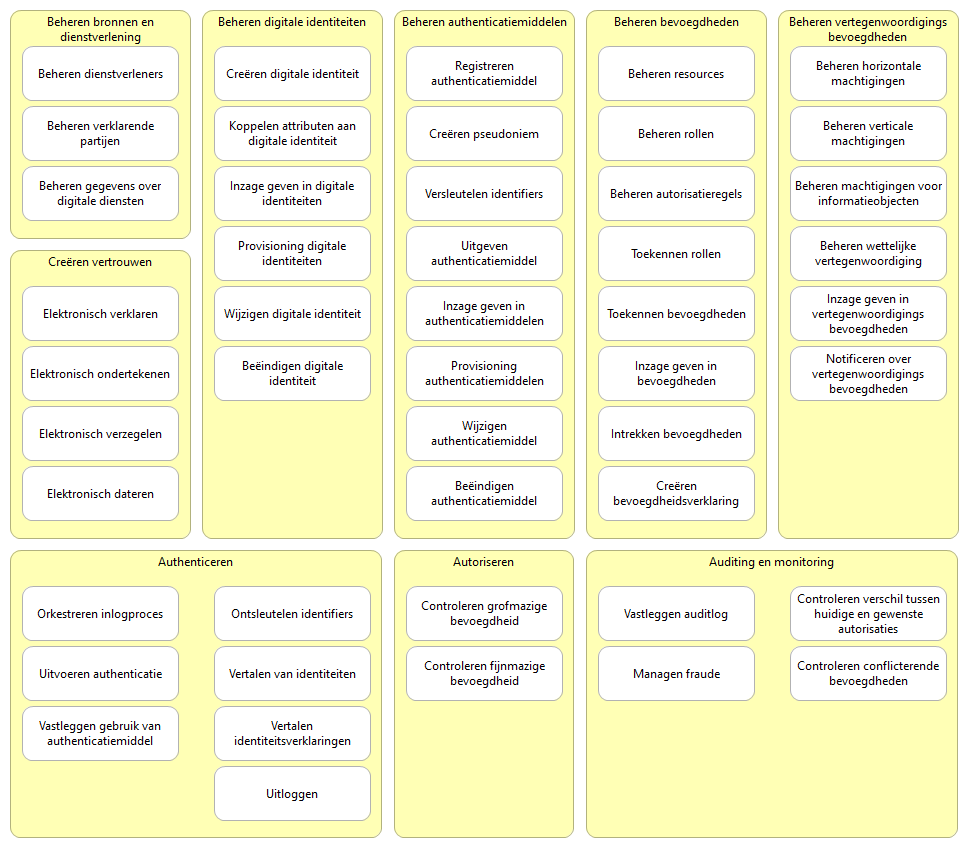 Beheren bronnen en
dienstverlening
Beheren dienstverleners
Beheren verklarende
partijen
Beheren gegevens over
digitale diensten
Creëren vertrouwen
Elektronisch verklaren
Elektronisch ondertekenen
Elektronisch verzegelen
Elektronisch dateren
Beheren digitale identiteiten
Creëren digitale identiteit
Koppelen attributen aan
digitale identiteit
Inzage geven in digitale
identiteiten
Provisioning digitale
identiteiten
Wijzigen digitale identiteit
Beëindigen digitale
identiteit
Beheren authenticatiemiddelen
Registreren
authenticatiemiddel
Creëren pseudoniem
Versleutelen identifiers
Uitgeven
authenticatiemiddel
Inzage geven in
authenticatiemiddelen
Provisioning
authenticatiemiddelen
Wijzigen
authenticatiemiddel
Beëindigen
authenticatiemiddel
Beheren bevoegdheden
Beheren resources
Beheren rollen
Beheren autorisatieregels
Toekennen rollen
Toekennen bevoegdheden
Inzage geven in
bevoegdheden
Intrekken bevoegdheden
Creëren
bevoegdheidsverklaring
Beheren vertegenwoordigings
bevoegdheden
Beheren horizontale
machtigingen
Beheren verticale
machtigingen
Beheren machtigingen voor
informatieobjecten
Beheren wettelijke
vertegenwoordiging
Inzage geven in
vertegenwoordigings
bevoegdheden
Notificeren over
vertegenwoordigings
bevoegdheden
Authenticeren
Orkestreren inlogproces
Uitvoeren authenticatie
Vastleggen gebruik van
authenticatiemiddel
Ontsleutelen identifiers
Vertalen van identiteiten
Vertalen
identiteitsverklaringen
Uitloggen
Autoriseren
Controleren grofmazige
bevoegdheid
Controleren fijnmazige
bevoegdheid
Auditing en monitoring
Vastleggen auditlog
Managen fraude
Controleren verschil tussen
huidige en gewenste
autorisaties
Controleren conflicterende
bevoegdheden